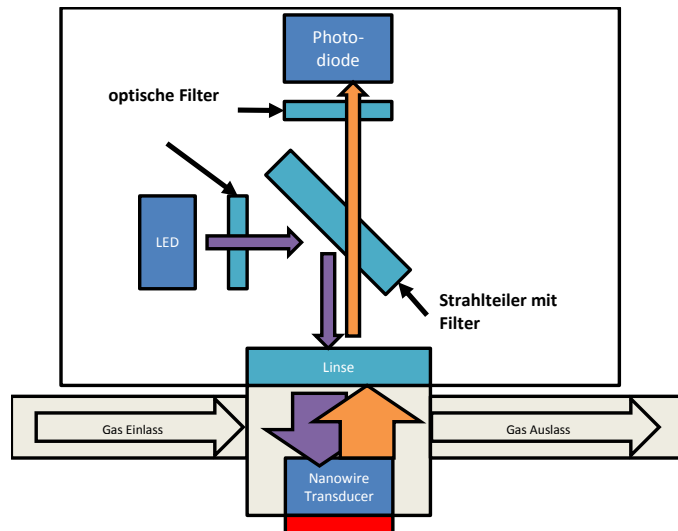 Photo-
diode
optische Filter
LED
Strahlteiler mit
Filter
Linse
Gas Einlass
Gas Auslass
Nanowire
Transducer